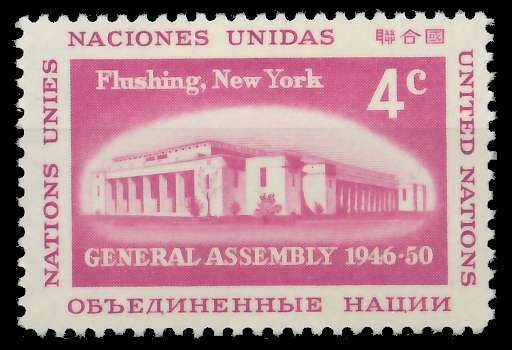 NACIONES UNIDAS 聯合國
Flushing, New York
4c
NATIONS UNIES
UNITED NATIONS
GENERAL ASSEMBLY 1946-50
ОБЪЕДИНЕННЫЕ НАЦИИ